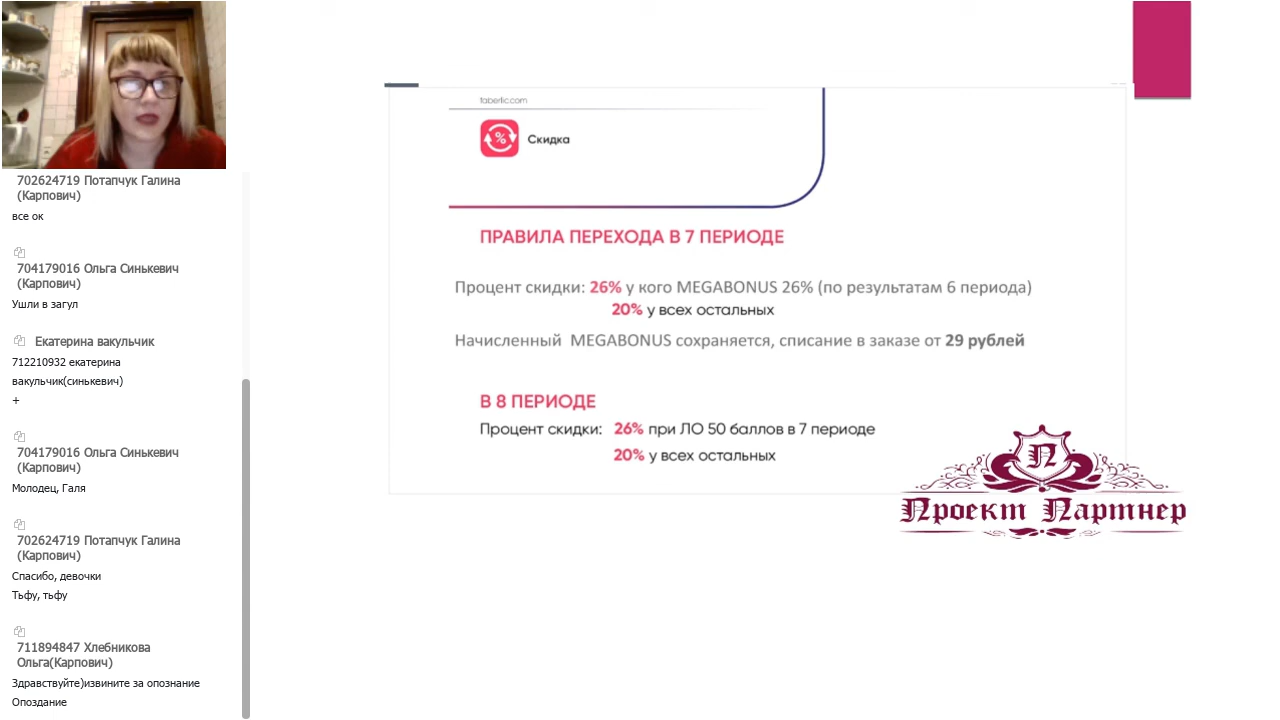 702624719 Потапчук Галина
(Карпович)
все ок
704179016 Ольга Синькевич
(Карпович)
Ушли в загул
Екатерина вакульчик
712210932 екатерина
вакульчик(синькевич)
+
704179016 Ольга Синькевич
(Карпович)
Молодец, Галя
702624719 Потапчук Галина
(Карпович)
Спасибо, девочки
Тьфу, тьфу
711894847 Хлебникова
Ольга(Карпович)
Здравствуйте)извините за опознание
Опоздание
faberlic.com
% Скидка
ПРАВИЛА ПЕРЕХОДА В 7 ПЕРИОДЕ
Процент скидки: 26% у кого MEGABONUS 26% (по результатам 6 периода)
20% у всех остальных
Начисленный MEGABONUS сохраняется, списание в заказе от 29 рублей
В 8 ПЕРИОДЕ
Процент скидки: 26% при ЛО 50 баллов в 7 периоде
20% у всех остальных
П
Проект Партнер